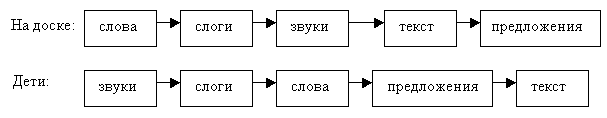 На доске: слова слоги звуки текст предложения
Дети: звуки слоги слова предложения текст